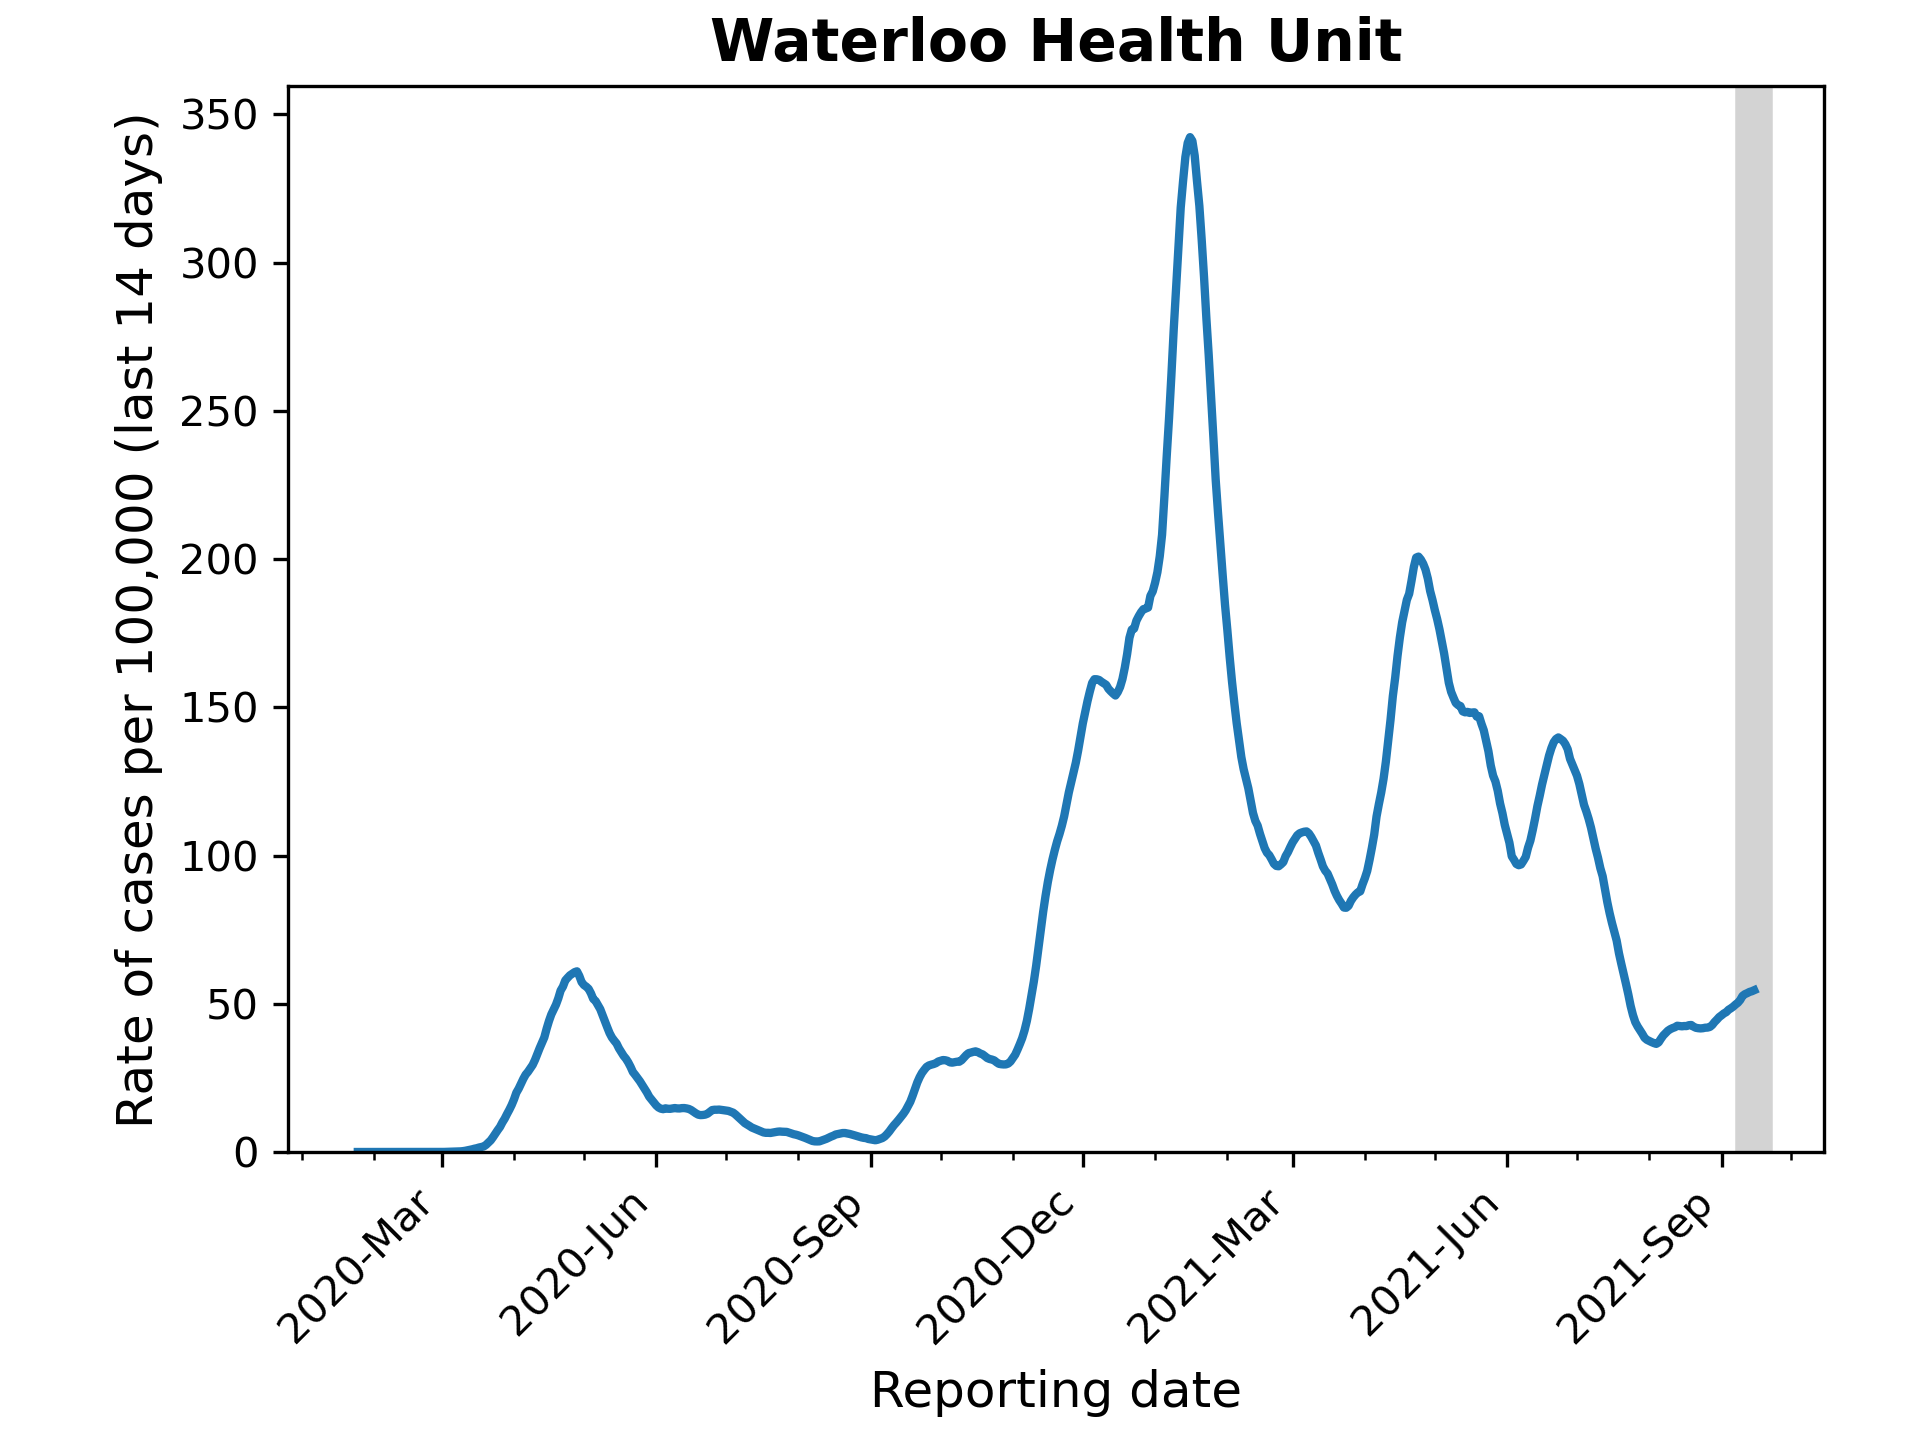 Waterloo Health Unit
Rate of cases per 100,000 (last 14 days)
350
300
250
200
150
100
50
0
2020-Mar
2020-Jun
2020-Sep
2020-Dec
2021-Mar
2021-Jun
2021-Sep
Reporting date